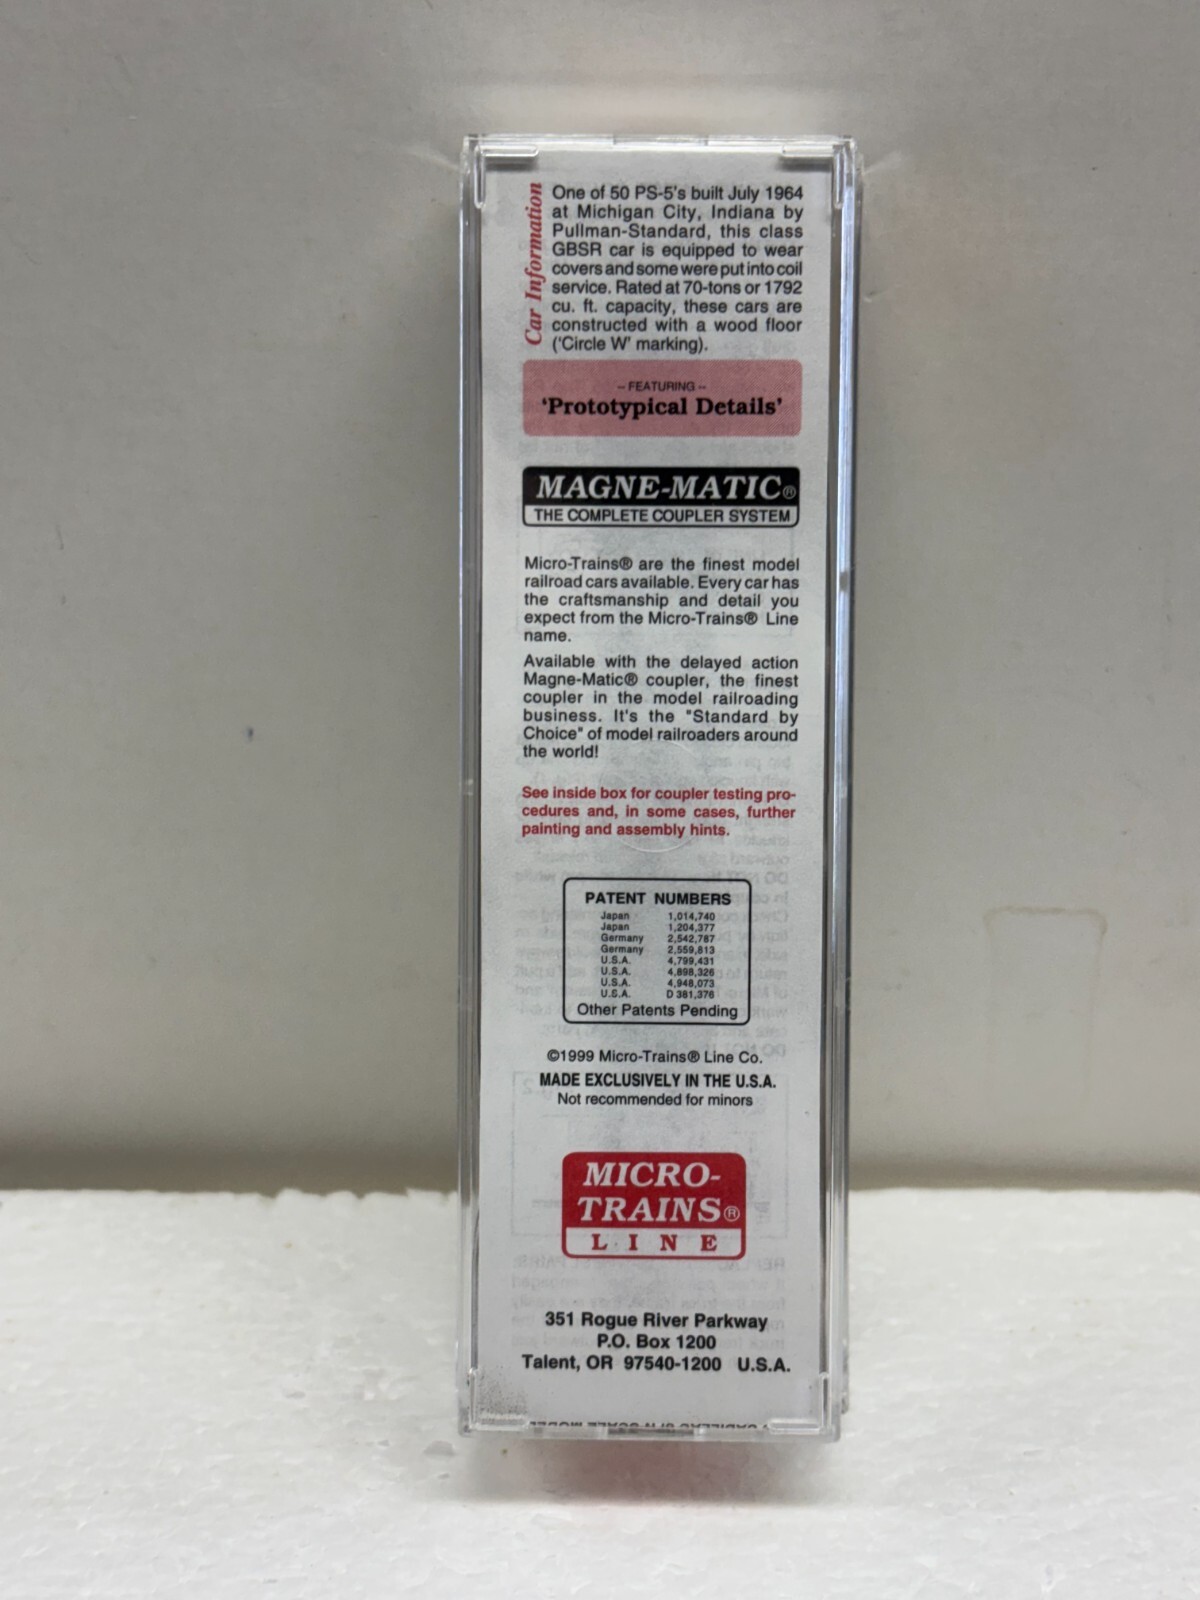 Car Information
One of 50 PS-5's built July 1964
at Michigan City, Indiana by
Pullman-Standard, this class
GBSR car is equipped to wear
covers and some were put into coil
service. Rated at 70-tons or 1792
cu. ft. capacity, these cars are
constructed with a wood floor
('Circle W' marking).
-- FEATURING --
'Prototypical Details'
MAGNE-MATIC®
THE COMPLETE COUPLER SYSTEM
Micro-Trains® are the finest model
railroad cars available. Every car has
the craftsmanship and detail you
expect from the Micro-Trains® Line
name.
Available with the delayed action
Magne-Matic® coupler, the finest
coupler in the model railroading
business. It's the "Standard by
Choice" of model railroaders around
the world!
See inside box for coupler testing pro-
cedures and, in some cases, further
painting and assembly hints.
PATENT NUMBERS
Japan 1,014,740
Japan 1,204,377
Germany 2,542,787
Germany 2,559,813
U.S.A. 4,799,431
U.S.A. 4,898,326
U.S.A. 4,948,073
U.S.A. D 381,376
Other Patents Pending
©1999 Micro-Trains® Line Co.
MADE EXCLUSIVELY IN THE U.S.A.
Not recommended for minors
MICRO-
TRAINS®
LINE
351 Rogue River Parkway
P.O. Box 1200
Talent, OR 97540-1200 U.S.A.